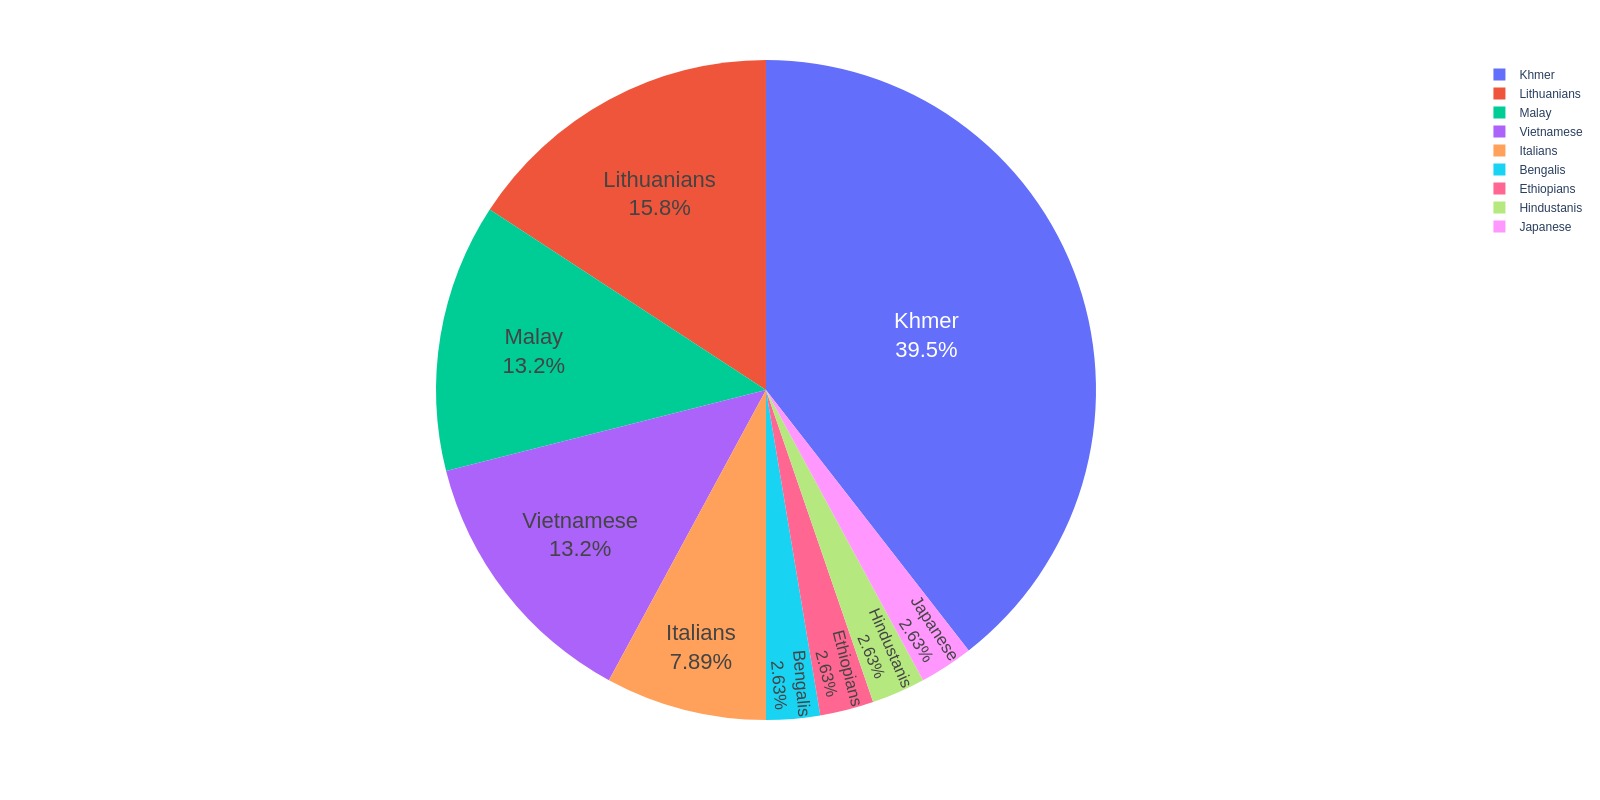 Lithuanians
15.8%
Khmer
39.5%
Malay
13.2%
Vietnamese
13.2%
Italians
7.89%
Bengalis
2.63%
Ethiopians
2.63%
Hindustanis
2.63%
Japanese
2.63%
Khmer
Lithuanians
Malay
Vietnamese
Italians
Bengalis
Ethiopians
Hindustanis
Japanese